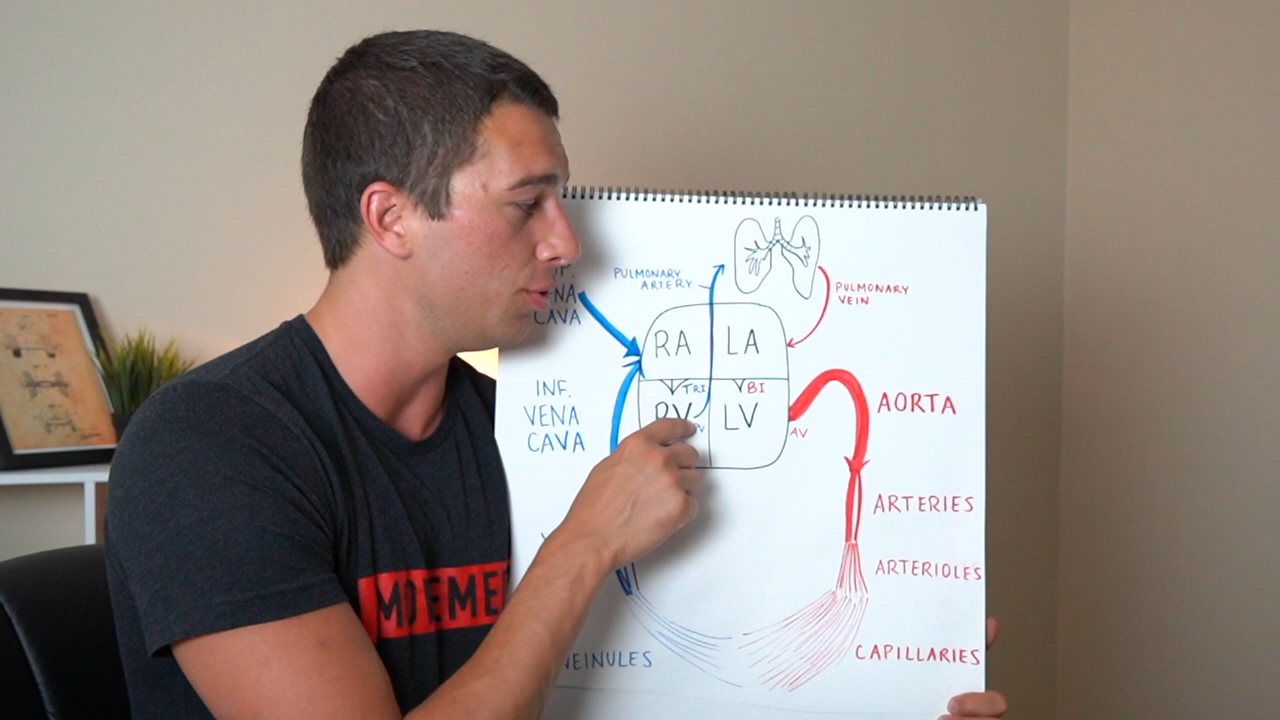 PULMONARY
ARTERY
PULMONARY
VEIN
VENA
CAVA
RA
LA
TRI
BI
RV
LV
AV
INF.
VENA
CAVA
AORTA
ARTERIES
ARTERIOLES
CAPILLARIES
VEINULES